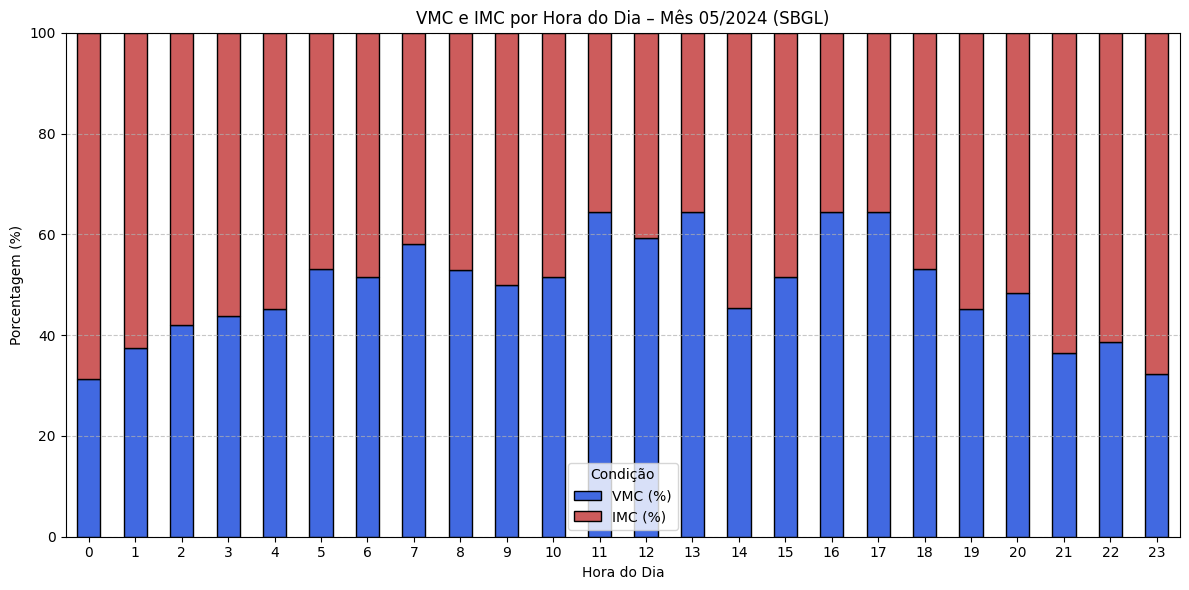 VMC e IMC por Hora do Dia – Mês 05/2024 (SBGL)
Porcentagem (%)
100
80
60
40
20
0
Condição
VMC (%)
IMC (%)
0 1 2 3 4 5 6 7 8 9 10 11 12 13 14 15 16 17 18 19 20 21 22 23
Hora do Dia